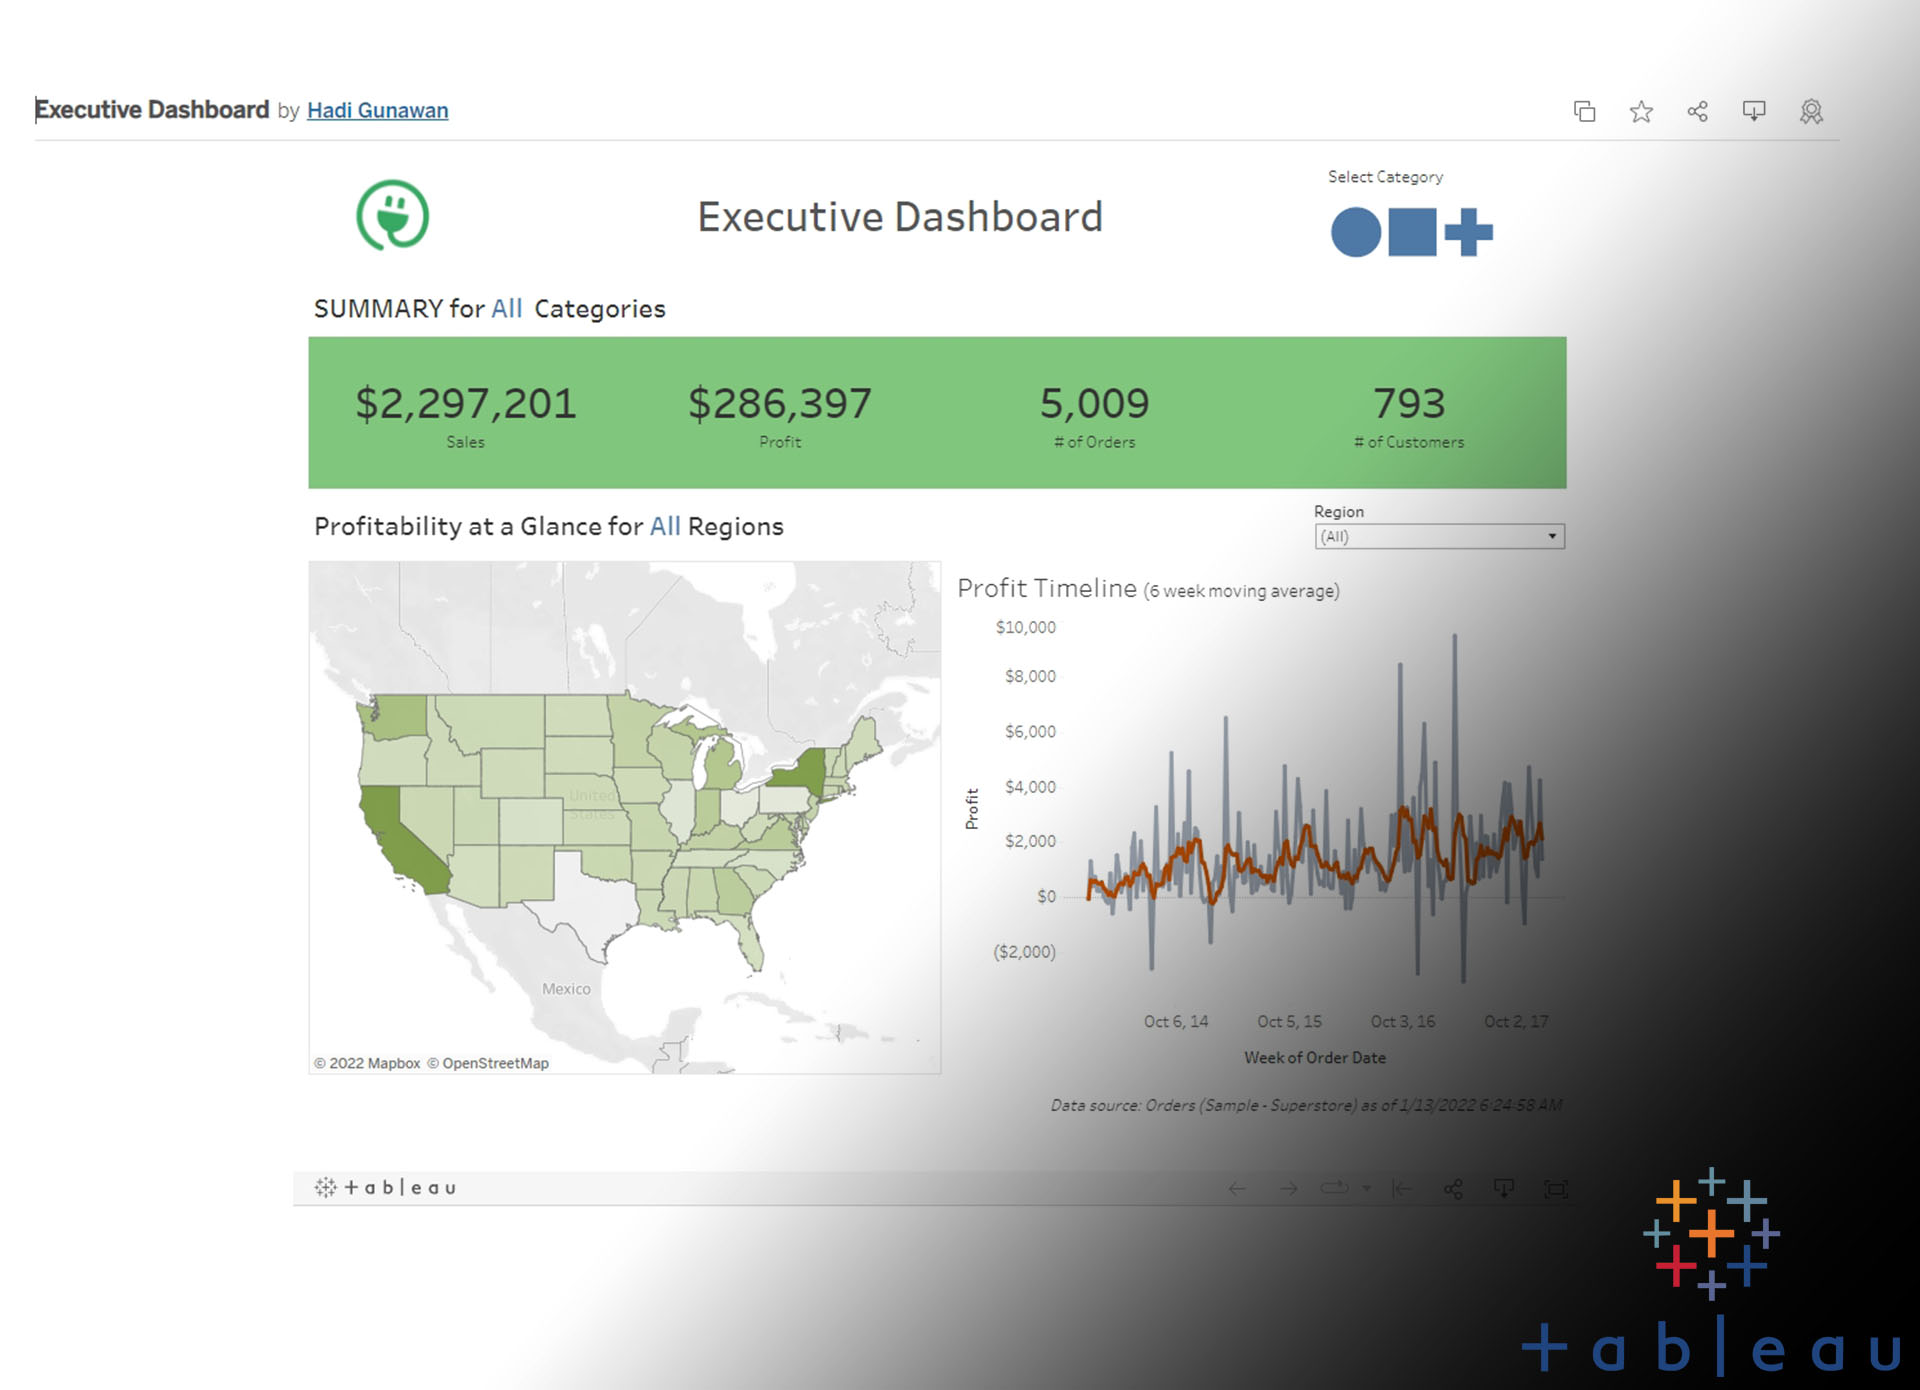 Executive Dashboard by Hadi Gunawan
Executive Dashboard
Select Category
SUMMARY for All Categories
$2,297,201
Sales
$286,397
Profit
5,009
# of Orders
793
# of Customers
Profitability at a Glance for All Regions
Region
(All)
United
States
Mexico
© 2022 Mapbox © OpenStreetMap
Profit Timeline (6 week moving average)
Profit
$10,000
$8,000
$6,000
$4,000
$2,000
$0
($2,000)
Oct 6, 14 Oct 5, 15 Oct 3, 16 Oct 2, 17
Week of Order Date
Data source: Orders (Sample - Superstore) as of 1/13/2022 6:24:58 AM
+ a b l e a u
+ a b l e a u